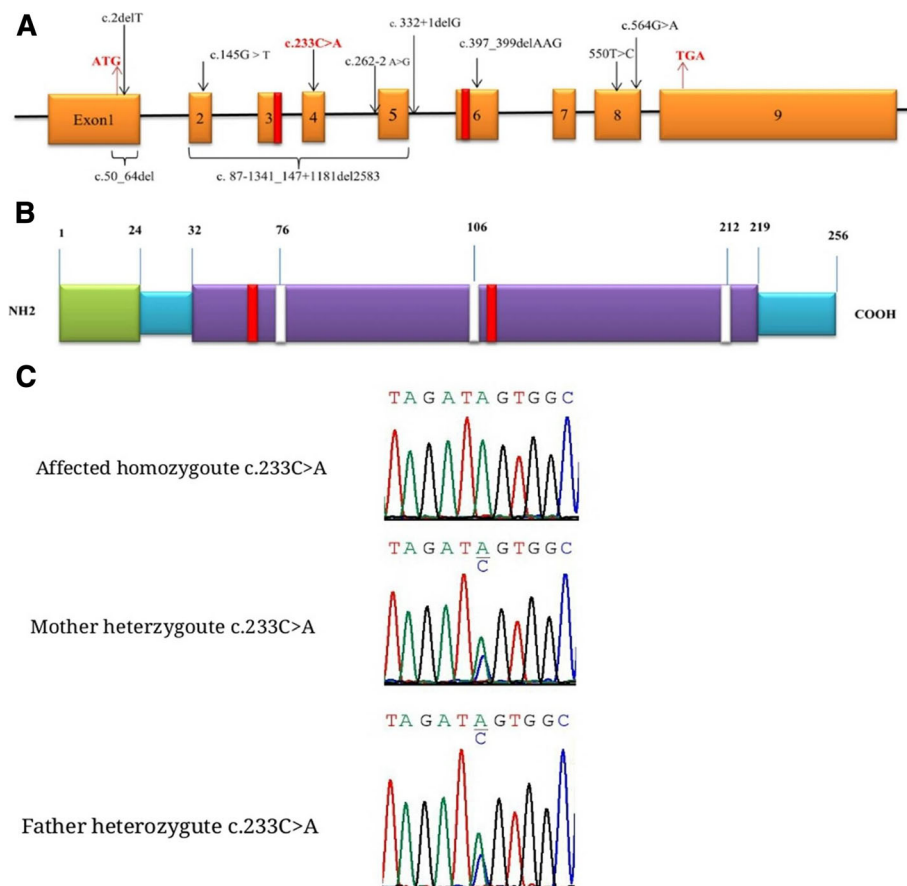 A
c.2delT
c. 332+1delG
c.564G>A
c.145G > T
c.233C>A
c.397_399delAAG
550T>C
TGA
ATG
c.262-2 A>G
Exon1
2
3
4
5
6
7
8
9
c.50_64del
c. 87-1341_147+1181del2583
B
1
24
32
76
106
212
219
256
NH2
COOH
C
TAGATAGTGGC
Affected homozygoute c.233C>A
TAGATAGTGGC
C
Mother heterzygoute c.233C>A
TAGATAGTGGC
C
Father heterozygute c.233C>A